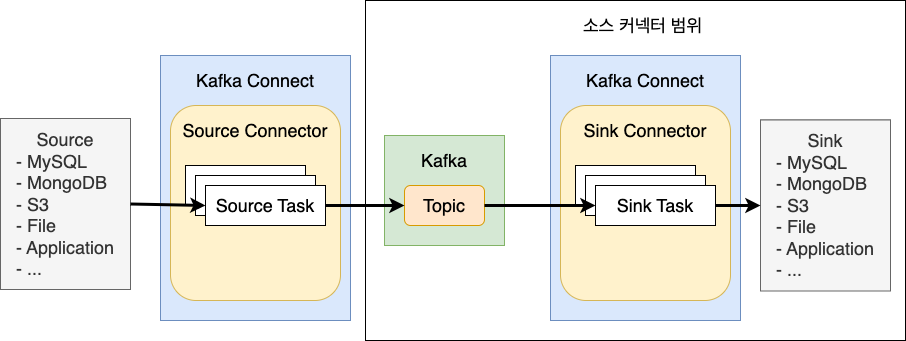 소스 커넥터 범위
Kafka Connect
Source Connector
Source Task
Source
- MySQL
- MongoDB
- S3
- File
- Application
- ...
Kafka
Topic
Kafka Connect
Sink Connector
Sink Task
Sink
- MySQL
- MongoDB
- S3
- File
- Application
- ...